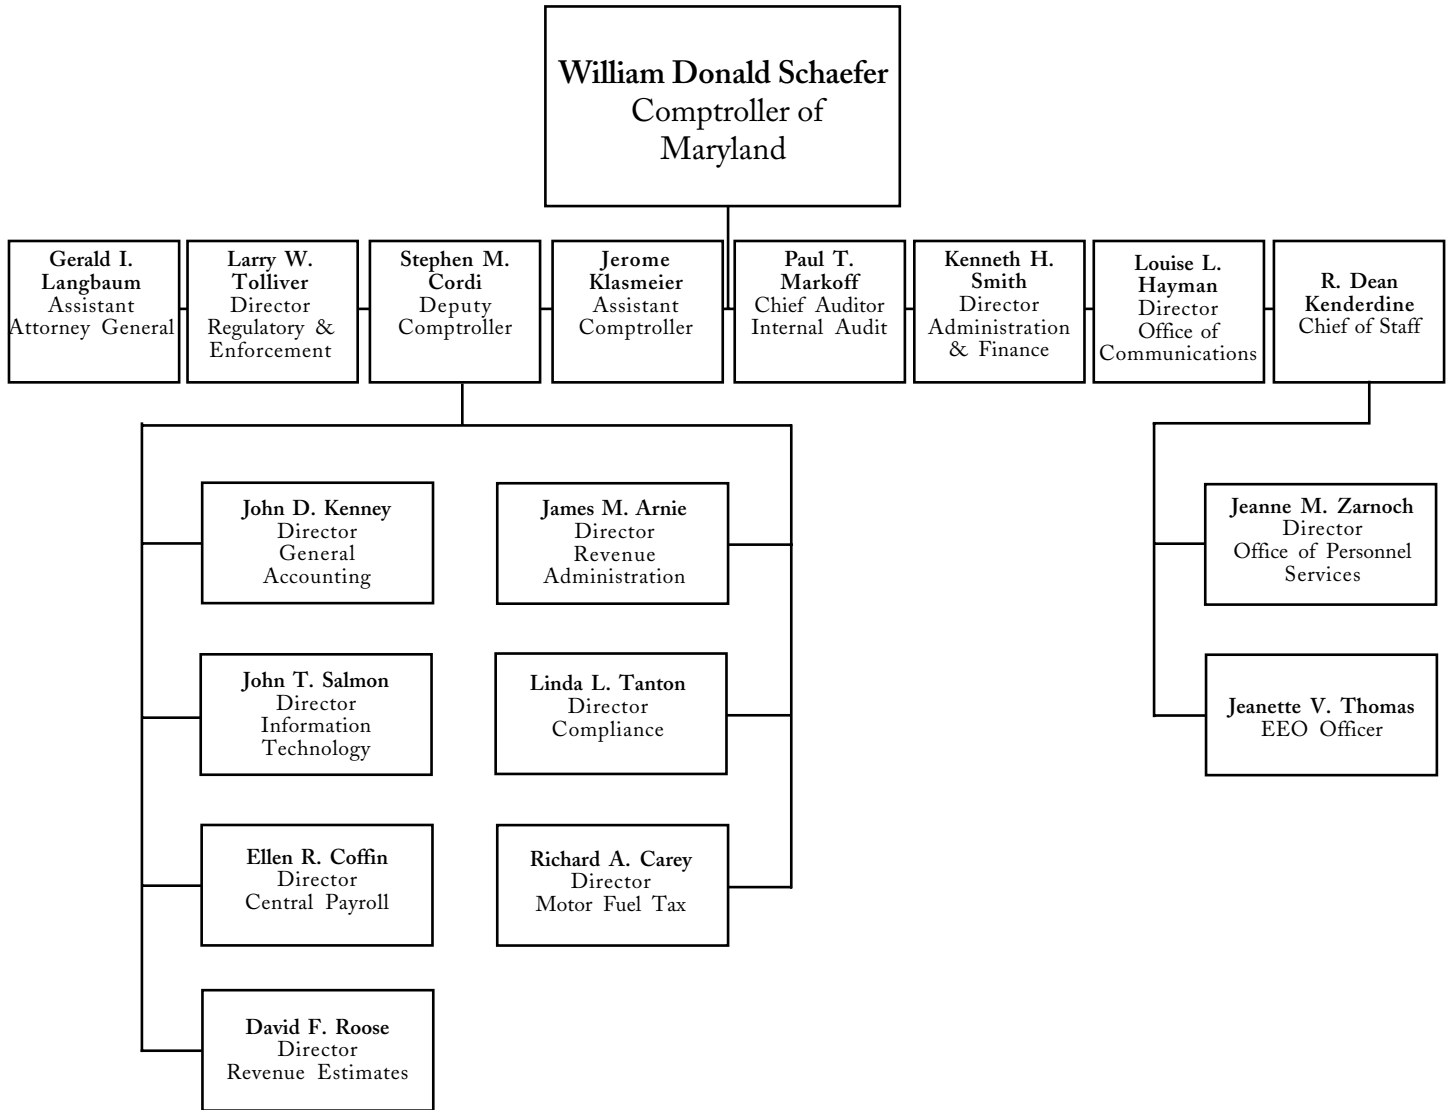 William Donald Schaefer
Comptroller of
Maryland
Gerald I.
Langbaum
Assistant
Attorney General
Larry W.
Tolliver
Director
Regulatory &
Enforcement
Stephen M.
Cordi
Deputy
Comptroller
Jerome
Klasmeier
Assistant
Comptroller
Paul T.
Markoff
Chief Auditor
Internal Audit
Kenneth H.
Smith
Director
Administration
& Finance
Louise L.
Hayman
Director
Office of
Communications
R. Dean
Kenderdine
Chief of Staff
John D. Kenney
Director
General
Accounting
James M. Arnie
Director
Revenue
Administration
Jeanne M. Zarnoch
Director
Office of Personnel
Services
John T. Salmon
Director
Information
Technology
Linda L. Tanton
Director
Compliance
Jeanette V. Thomas
EEO Officer
Ellen R. Coffin
Director
Central Payroll
Richard A. Carey
Director
Motor Fuel Tax
David F. Roose
Director
Revenue Estimates